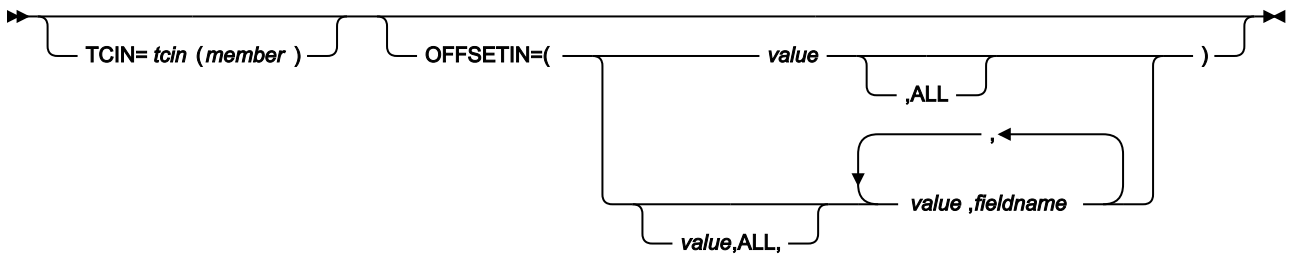 TCIN= tcin (member ) OFFSETIN=( value )
,ALL
,
value ,fieldname
value,ALL,